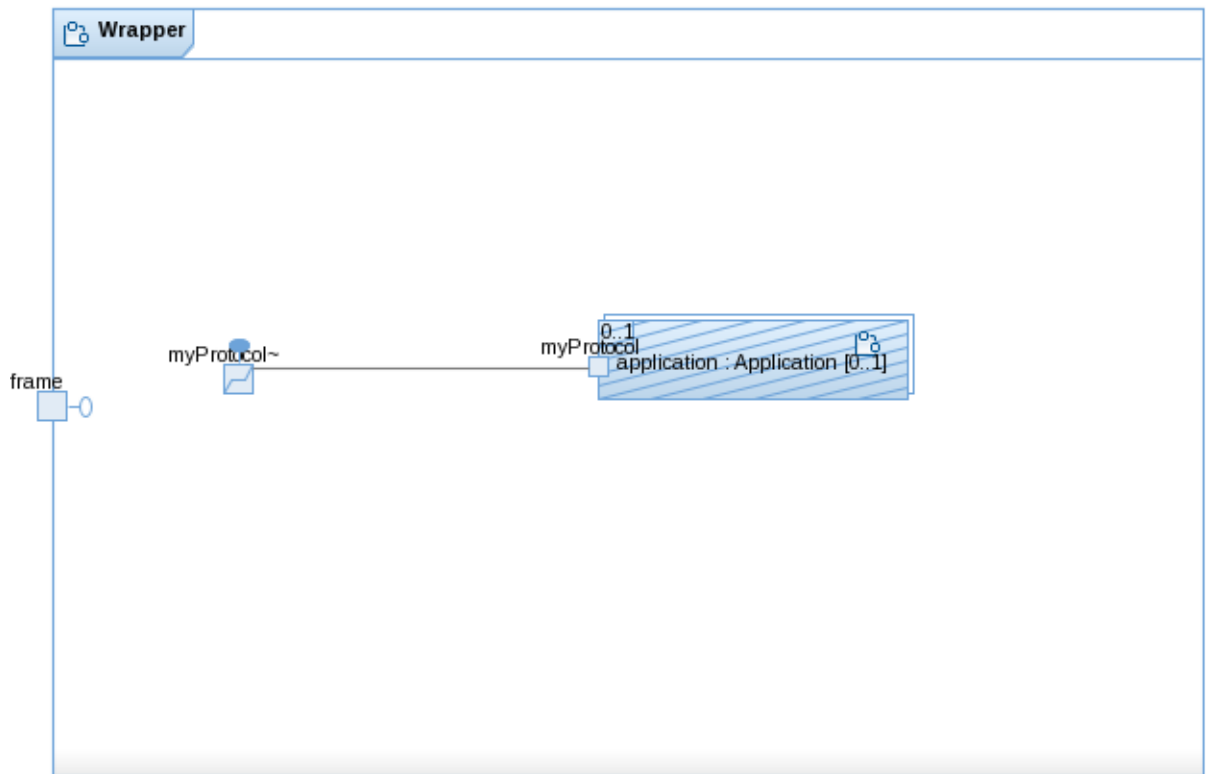 Wrapper
0..1
myProtocol
myProtocol~
application : Application [0..1]
frame